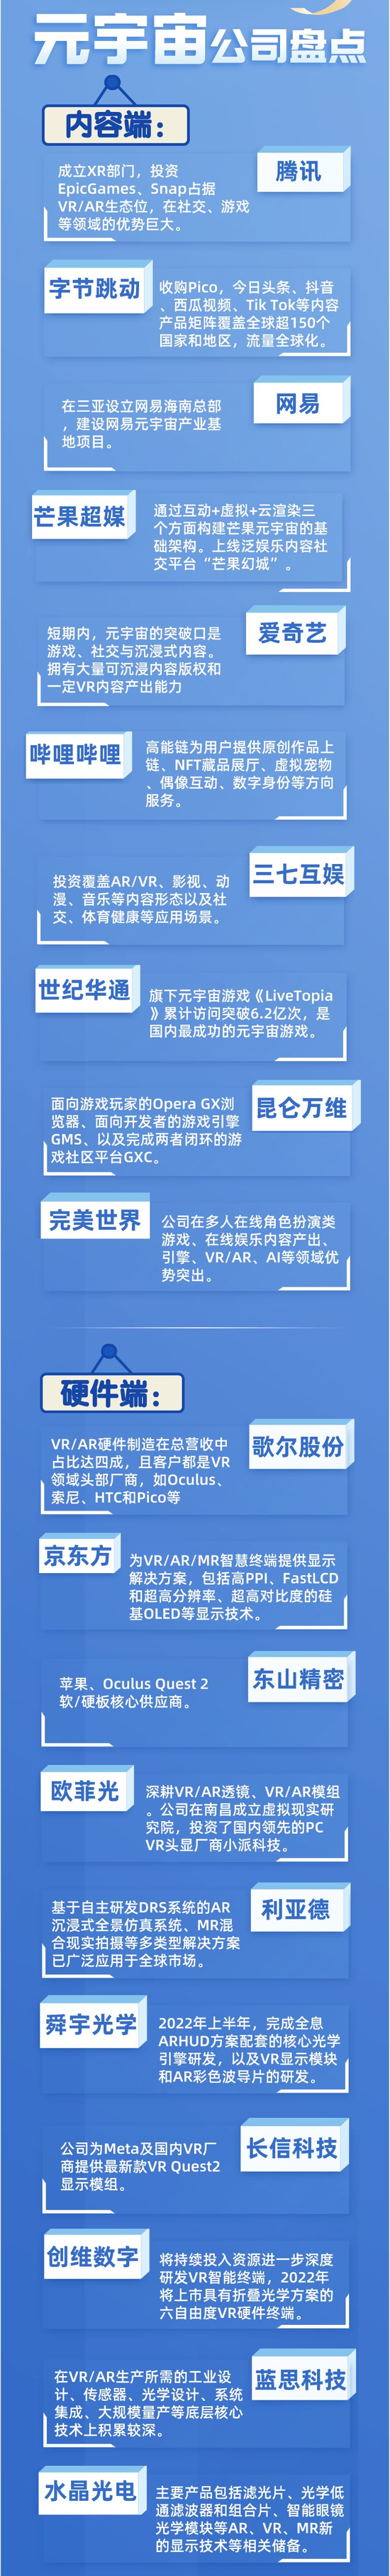 元宇宙公司盘点
内容端：
腾讯
成立XR部门，投资
EpicGames、Snap占据
VR/AR生态位，在社交、游戏
等领域的优势巨大。
字节跳动
收购Pico，今日头条、抖音
、西瓜视频、Tik Tok等内容
产品矩阵覆盖全球超150个
国家和地区，流量全球化。
网易
在三亚设立网易海南总部
，建设网易元宇宙产业基
地项目。
芒果超媒
通过互动+虚拟+云渲染三
个方面构建芒果元宇宙的基
础架构。上线泛娱乐内容社
交平台“芒果幻城”。
爱奇艺
短期内，元宇宙的突破口是
游戏、社交与沉浸式内容。
拥有大量可沉浸内容版权和
一定VR内容产出能力
哔哩哔哩
高能链为用户提供原创作品上
链、NFT藏品展厅、虚拟宠物
、偶像互动、数字身份等方向
服务。
三七互娱
投资覆盖AR/VR、影视、动
漫、音乐等内容形态以及社
交、体育健康等应用场景。
世纪华通
旗下元宇宙游戏《LiveTopia
》累计访问突破6.2亿次，是
国内最成功的元宇宙游戏。
昆仑万维
面向游戏玩家的Opera GX浏
览器、面向开发者的游戏引擎
GMS、以及完成两者闭环的游
戏社区平台GXC。
完美世界
公司在多人在线角色扮演类
游戏、在线娱乐内容产出、
引擎、VR/AR、AI等领域优
势突出。
硬件端：
歌尔股份
VR/AR硬件制造在总营收中
占比达四成，且客户都是VR
领域头部厂商，如Oculus、
索尼、HTC和Pico等
京东方
为VR/AR/MR智慧终端提供显示
解决方案，包括高PPI、FastLCD
和超高分辨率、超高对比度的硅
基OLED等显示技术。
东山精密
苹果、Oculus Quest 2
软/硬板核心供应商。
欧菲光
深耕VR/AR透镜、VR/AR模组
。公司在南昌成立虚拟现实研
究院，投资了国内领先的PC
VR头显厂商小派科技。
利亚德
基于自主研发DRS系统的AR
沉浸式全景仿真系统、MR混
合现实拍摄等多类型解决方案
已广泛应用于全球市场。
舜宇光学
2022年上半年，完成全息
ARHUD方案配套的核心光学
引擎研发，以及VR显示模块
和AR彩色波导片的研发。
长信科技
公司为Meta及国内VR厂
商提供最新款VR Quest2
显示模组。
创维数字
将持续投入资源进一步深度
研发VR智能终端，2022年
将上市具有折叠光学方案的
六自由度VR硬件终端。
蓝思科技
在VR/AR生产所需的工业设
计、传感器、光学设计、系统
集成、大规模量产等底层核心
技术上积累较深。
水晶光电
主要产品包括滤光片、光学低
通滤波器和组合片、智能眼镜
光学模块等AR、VR、MR新
的显示技术等相关储备。